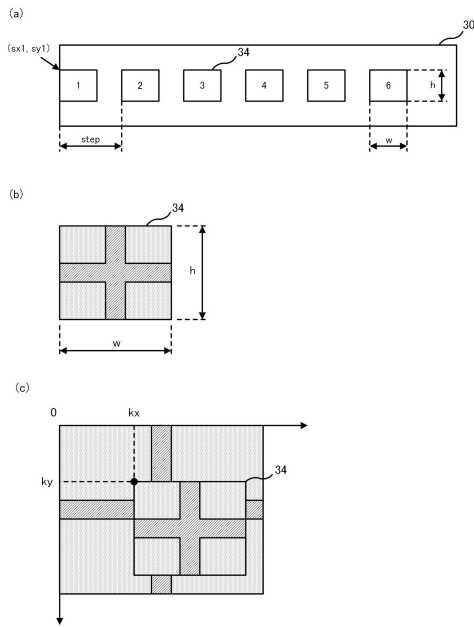 (a)
30
(sx1, sy1)
34
1 2 3 4 5 6
h
step
w
(b)
34
h
w
(c)
0 kx
34
ky